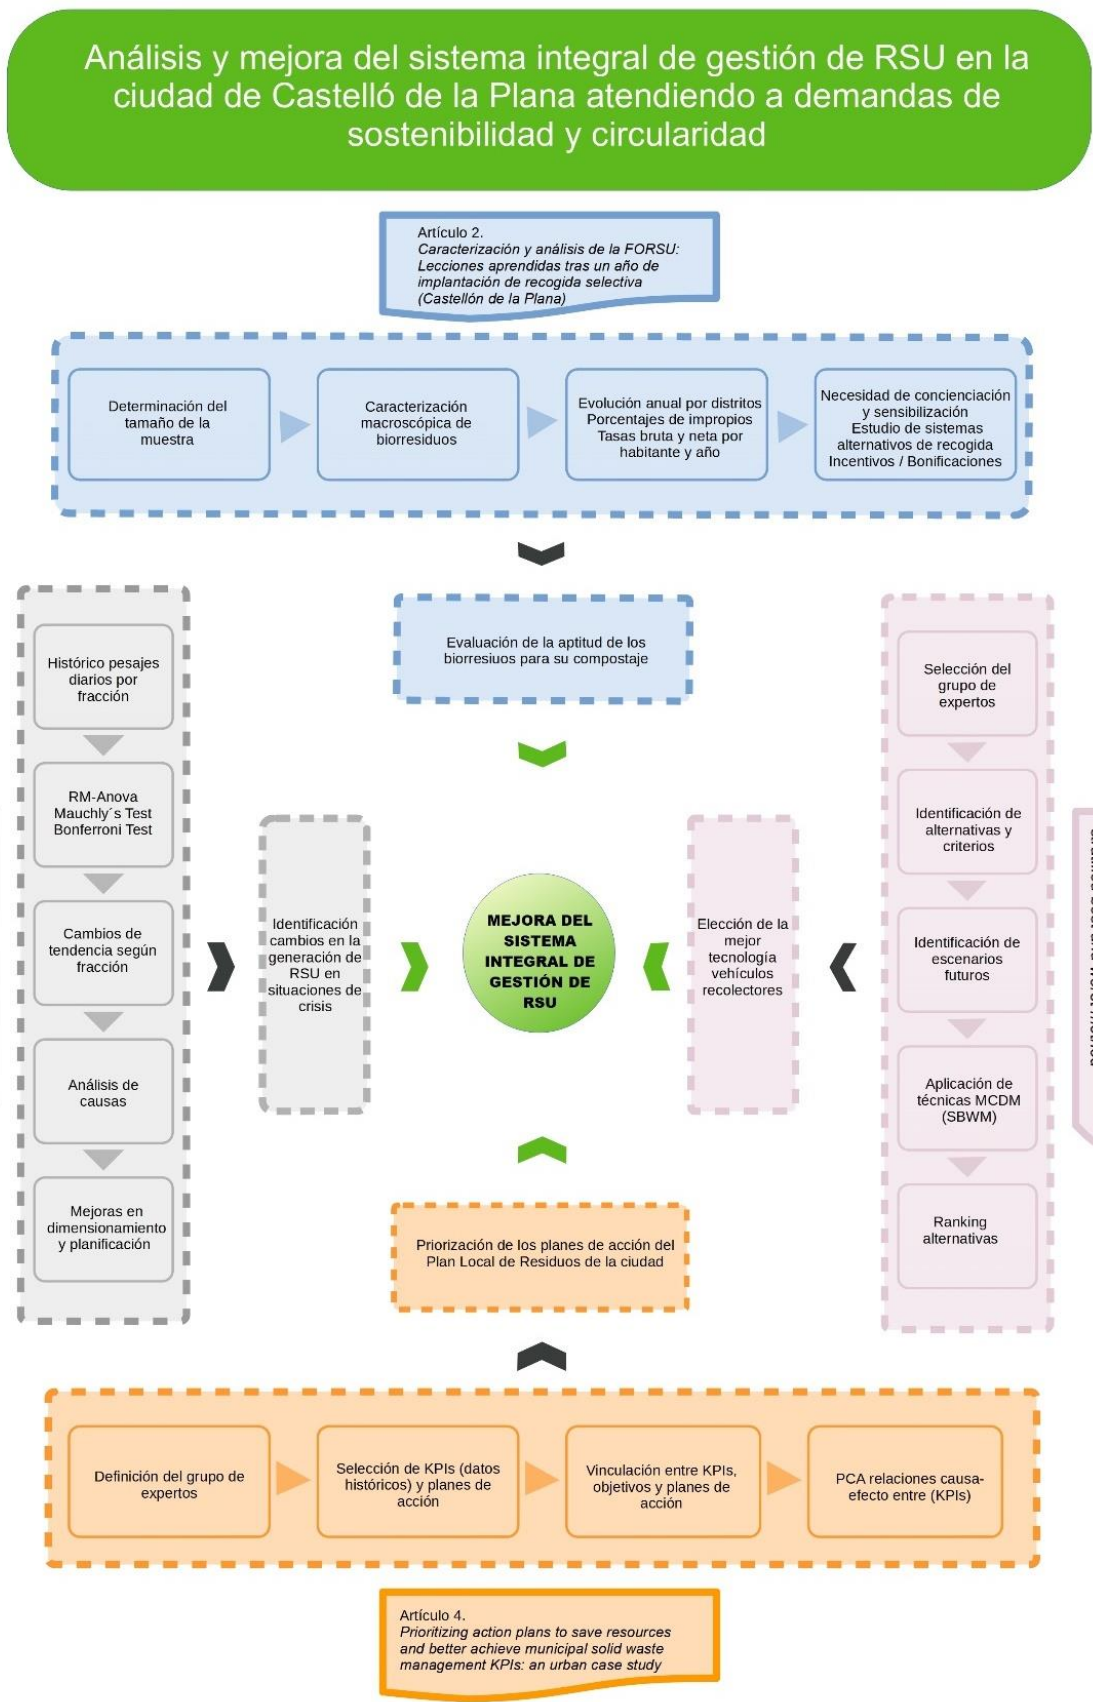 Análisis y mejora del sistema integral de gestión de RSU en la
ciudad de Castelló de la Plana atendiendo a demandas de
sostenibilidad y circularidad
Artículo 2.
Caracterización y análisis de la FORSU:
Lecciones aprendidas tras un año de
implantación de recogida selectiva
(Castellón de la Plana)
Determinación del
tamaño de la
muestra
Caracterización
macroscópica de
biorresiduos
Evolución anual por distritos
Porcentajes de impropios
Tasas bruta y neta por
habitante y año
Necesidad de concienciación
y sensibilización
Estudio de sistemas
alternativos de recogida
Incentivos / Bonificaciones
Evaluación de la aptitud de los
biorresiuos para su compostaje
Histórico pesajes
diarios por
fracción
RM-Anova
Mauchly´s Test
Bonferroni Test
Cambios de
tendencia según
fracción
Análisis de
causas
Mejoras en
dimensionamiento
y planificación
Identificación
cambios en la
generación de
RSU en
situaciones de
crisis
MEJORA DEL
SISTEMA
INTEGRAL DE
GESTIÓN DE
RSU
Elección de la
mejor
tecnología
vehículos
recolectores
Selección del
grupo de
expertos
Identificación de
alternativas y
criterios
Identificación de
escenarios
futuros
Aplicación de
técnicas MCDM
(SBWM)
Ranking
alternativas
Priorización de los planes de acción del
Plan Local de Residuos de la ciudad
Definición del grupo de
expertos
Selección de KPIs (datos
históricos) y planes de
acción
Vinculación entre KPIs,
objetivos y planes de
acción
PCA relaciones causa-
efecto entre (KPIs)
Artículo 4.
Prioritizing action plans to save resources
and better achieve municipal solid waste
management KPIs: an urban case study